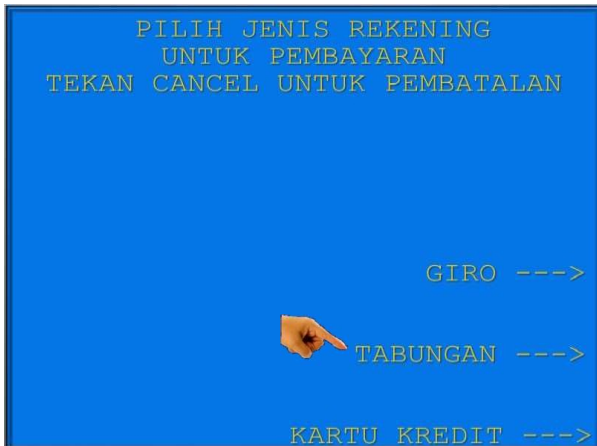 PILIH JENIS REKENING
UNTUK PEMBAYARAN
TEKAN CANCEL UNTUK PEMBATALAN
GIRO --->
TABUNGAN --->
KARTU KREDIT --->